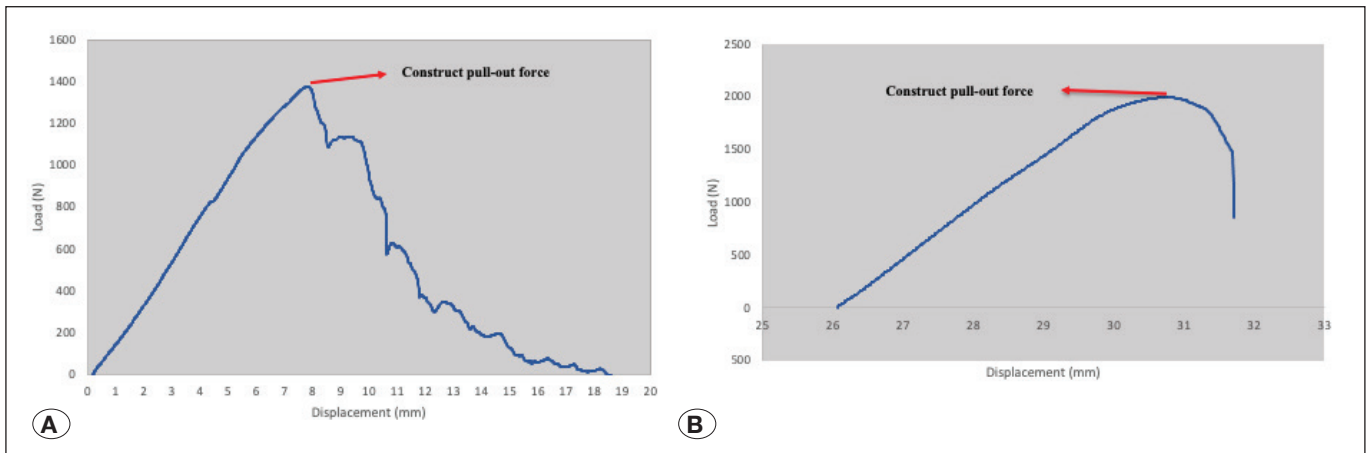 1600
1400
1200
1000
800
600
400
200
0
Load (N)
Construct pull-out force
0 1 2 3 4 5 6 7 8 9 10 11 12 13 14 15 16 17 18 19 20
Displacement (mm)
A
2500
2000
1500
1000
500
0
500
Load (N)
Construct pull-out force
25 26 27 28 29 30 31 32 33
Displacement (mm)
B